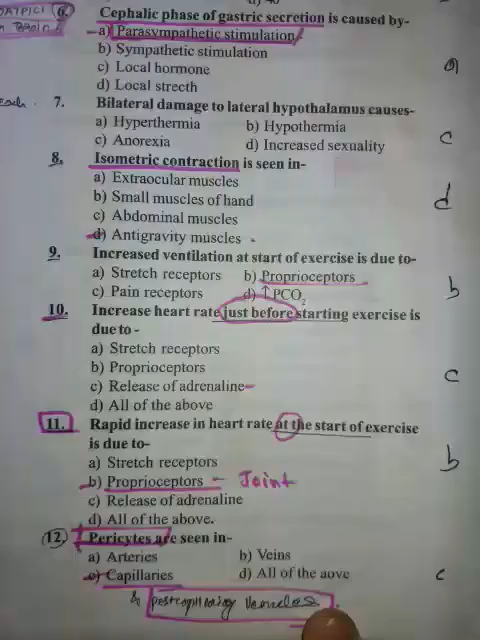 6. Cephalic phase of gastric secretion is caused by-
a) Parasympathetic stimulation
b) Sympathetic stimulation
c) Local hormone
d) Local strecth
a
7. Bilateral damage to lateral hypothalamus causes-
a) Hyperthermia b) Hypothermia
c) Anorexia d) Increased sexuality
c
8. Isometric contraction is seen in-
a) Extraocular muscles
b) Small muscles of hand
c) Abdominal muscles
d) Antigravity muscles
d
9. Increased ventilation at start of exercise is due to-
a) Stretch receptors b) Proprioceptors
c) Pain receptors d) ↑PCO₂
b
10. Increase heart rate just before starting exercise is
due to -
a) Stretch receptors
b) Proprioceptors
c) Release of adrenaline
d) All of the above
c
11. Rapid increase in heart rate at the start of exercise
is due to-
a) Stretch receptors
b) Proprioceptors - Joint
c) Release of adrenaline
d) All of the above.
b
12. Pericytes are seen in-
a) Arteries b) Veins
c) Capillaries d) All of the aove
c
& postcapillary venules